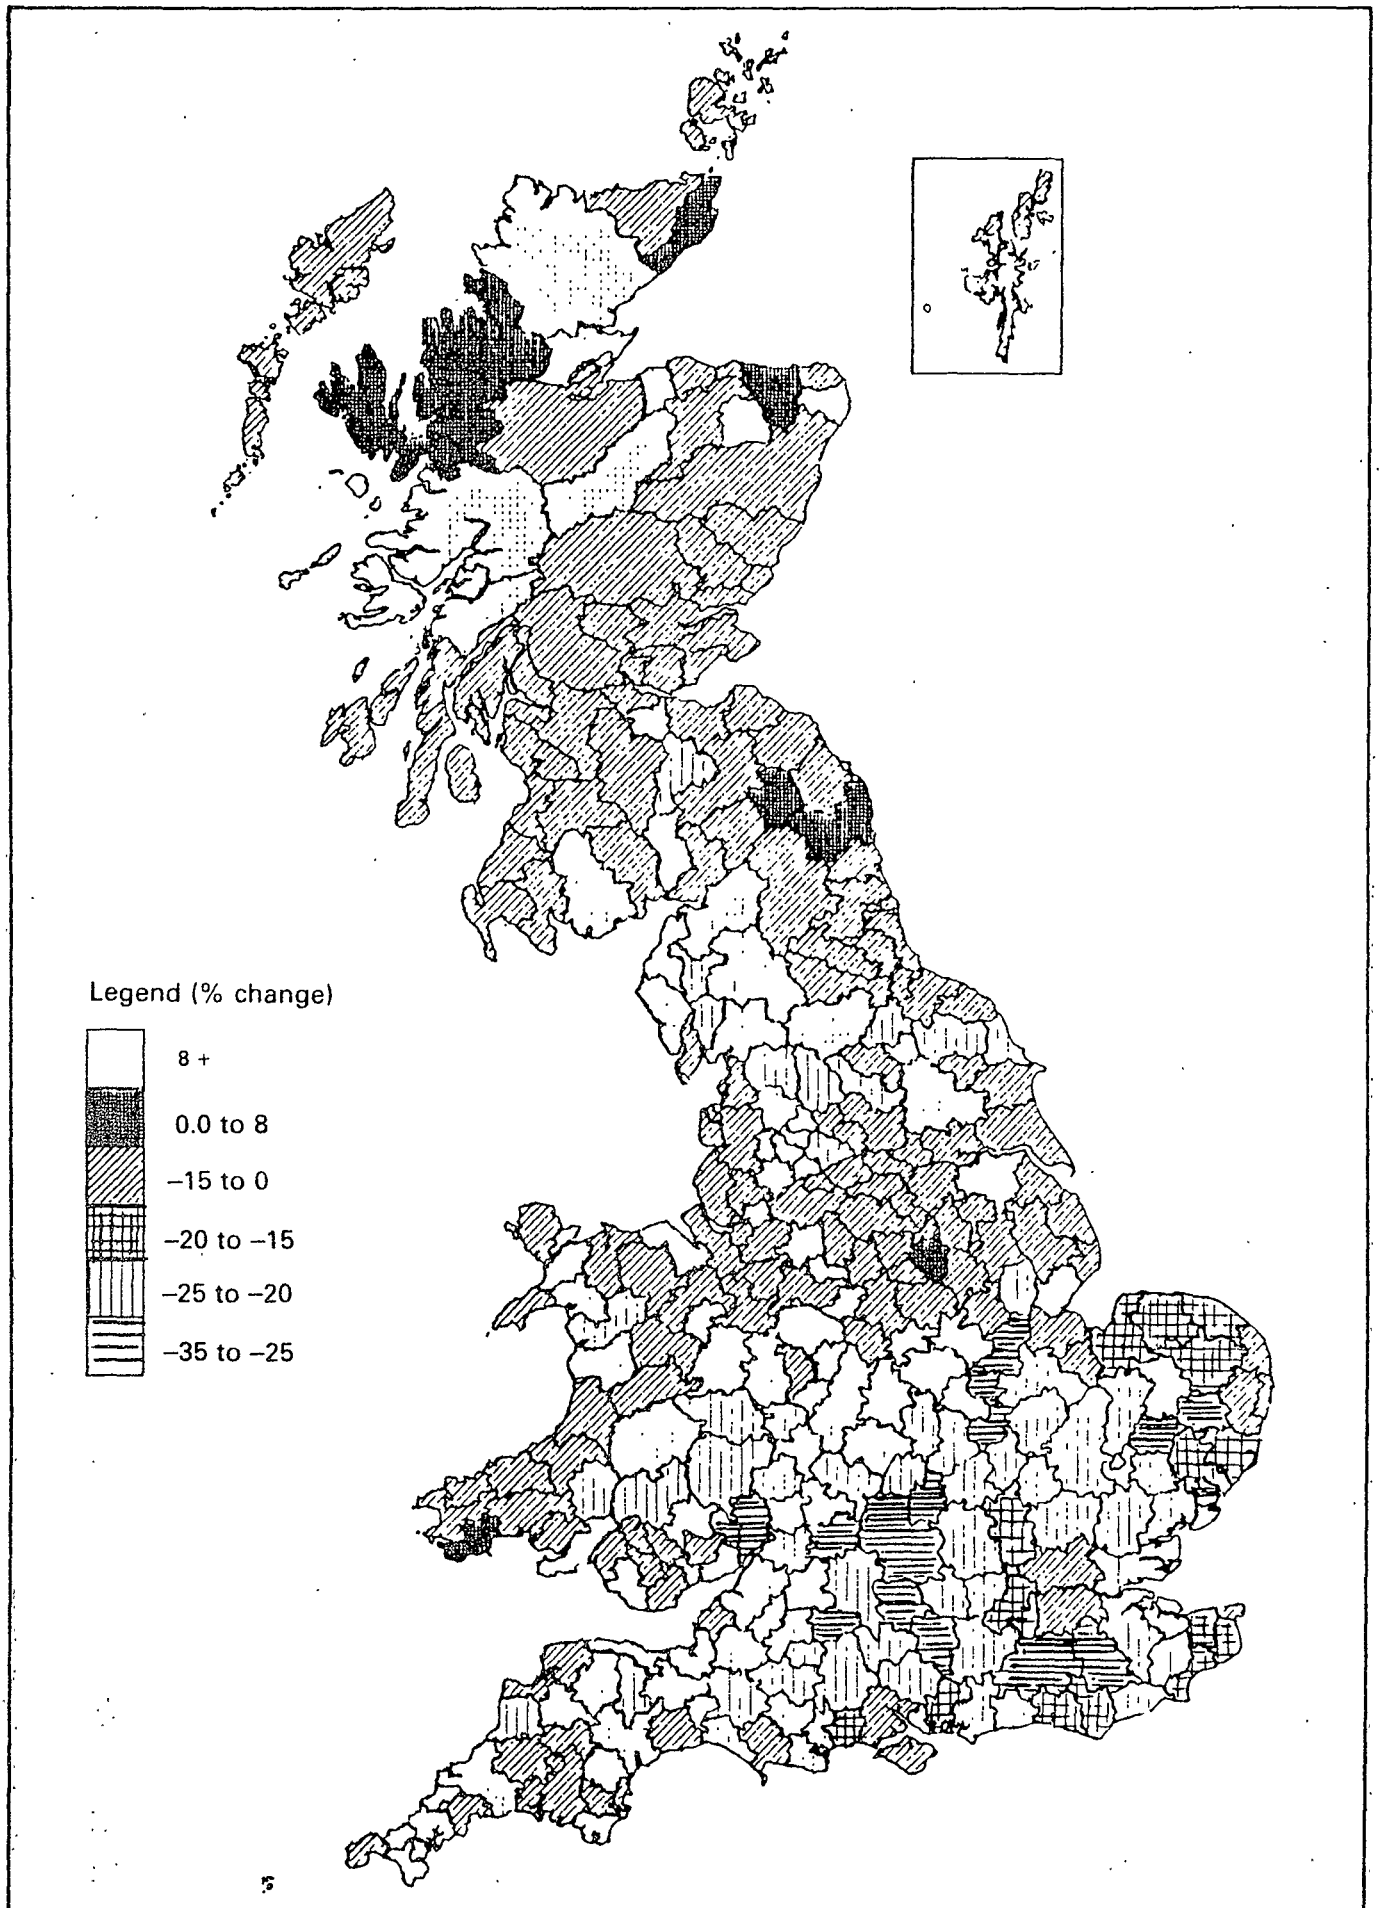 Legend (% change)
8 +
0.0 to 8
–15 to 0
–20 to –15
–25 to –20
–35 to –25